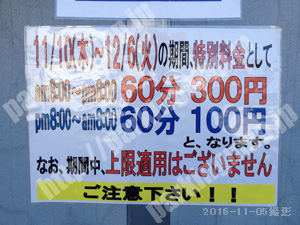 11/10(木)～12/6(火)の期間、特別料金として
am8:00～pm8:00 60分 300円
pm8:00～am8:00 60分 100円
と、なります。
なお、期間中、上限適用はございません
ご注意下さい！！
2016-11-05撮影